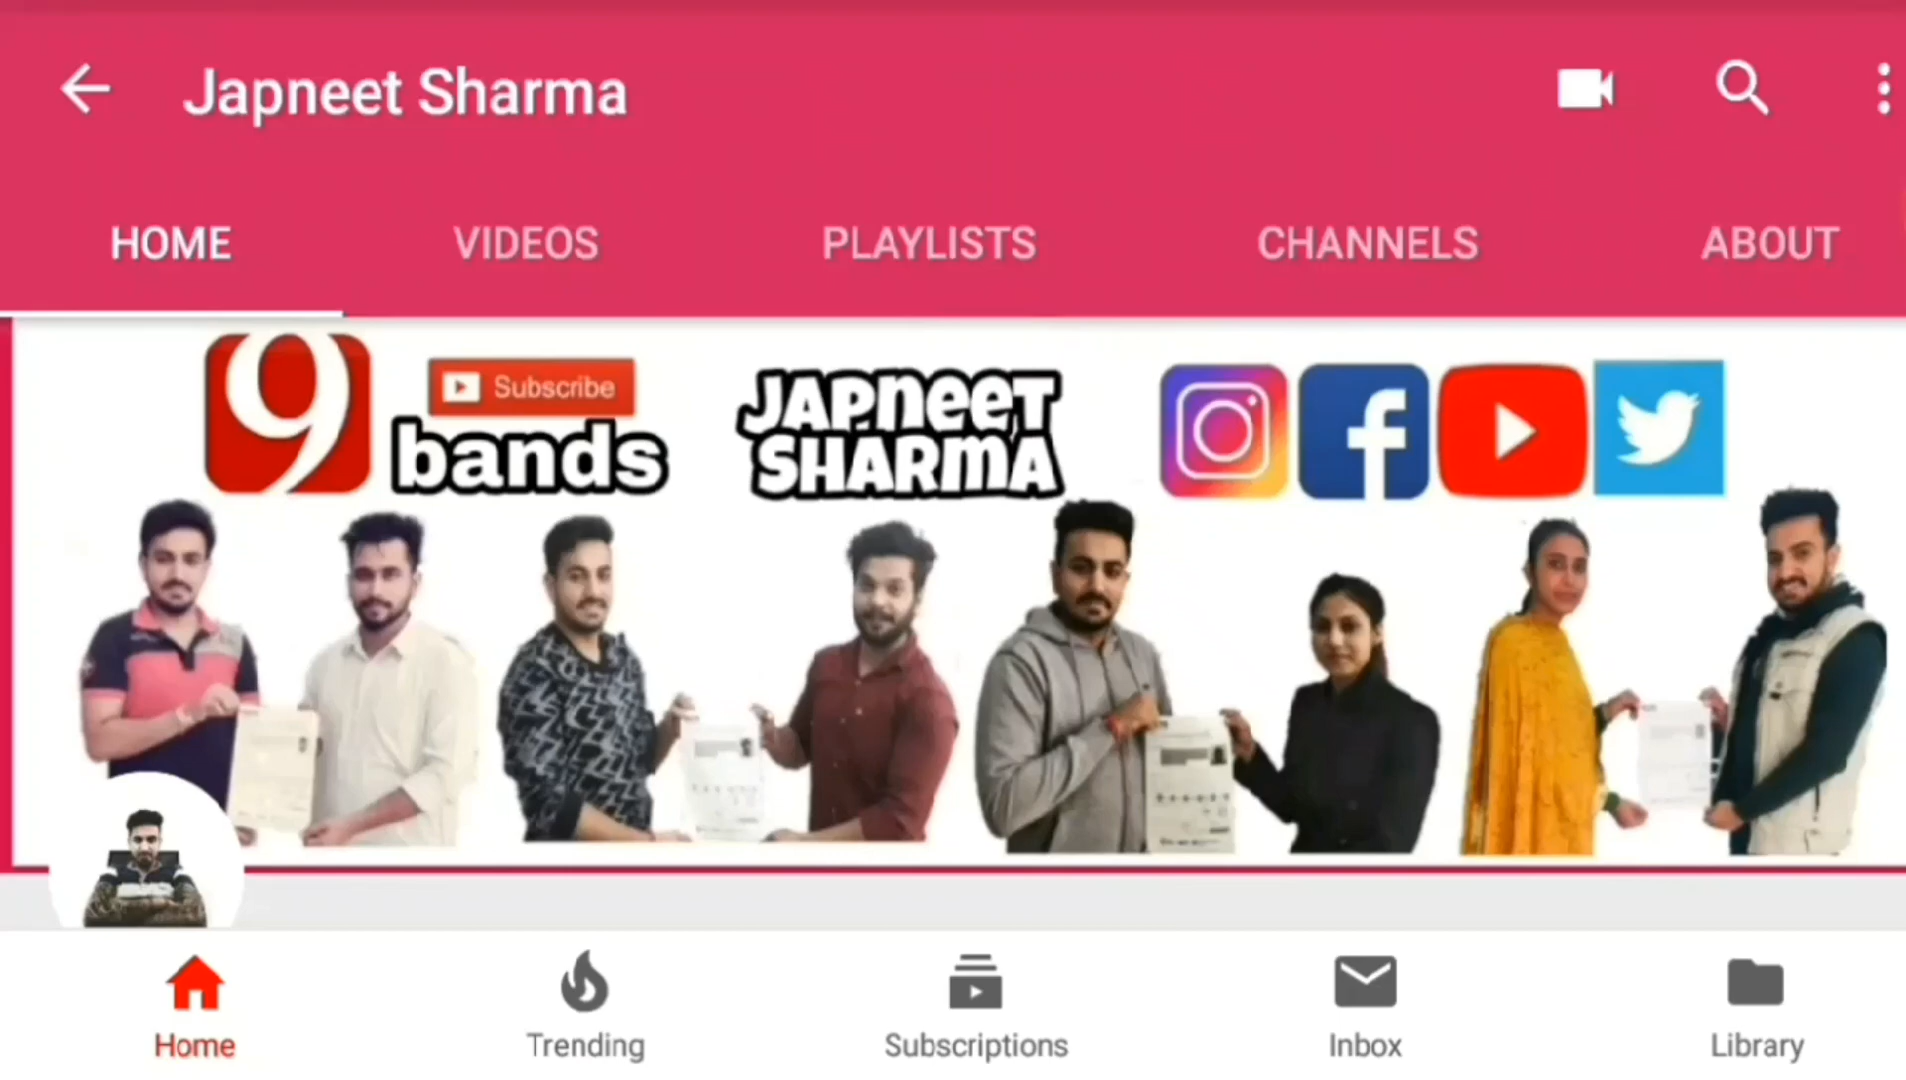 Japneet Sharma
HOME VIDEOS PLAYLISTS CHANNELS ABOUT
9
Subscribe
bands
JAPNEET
SHARMA
Home Trending Subscriptions Inbox Library